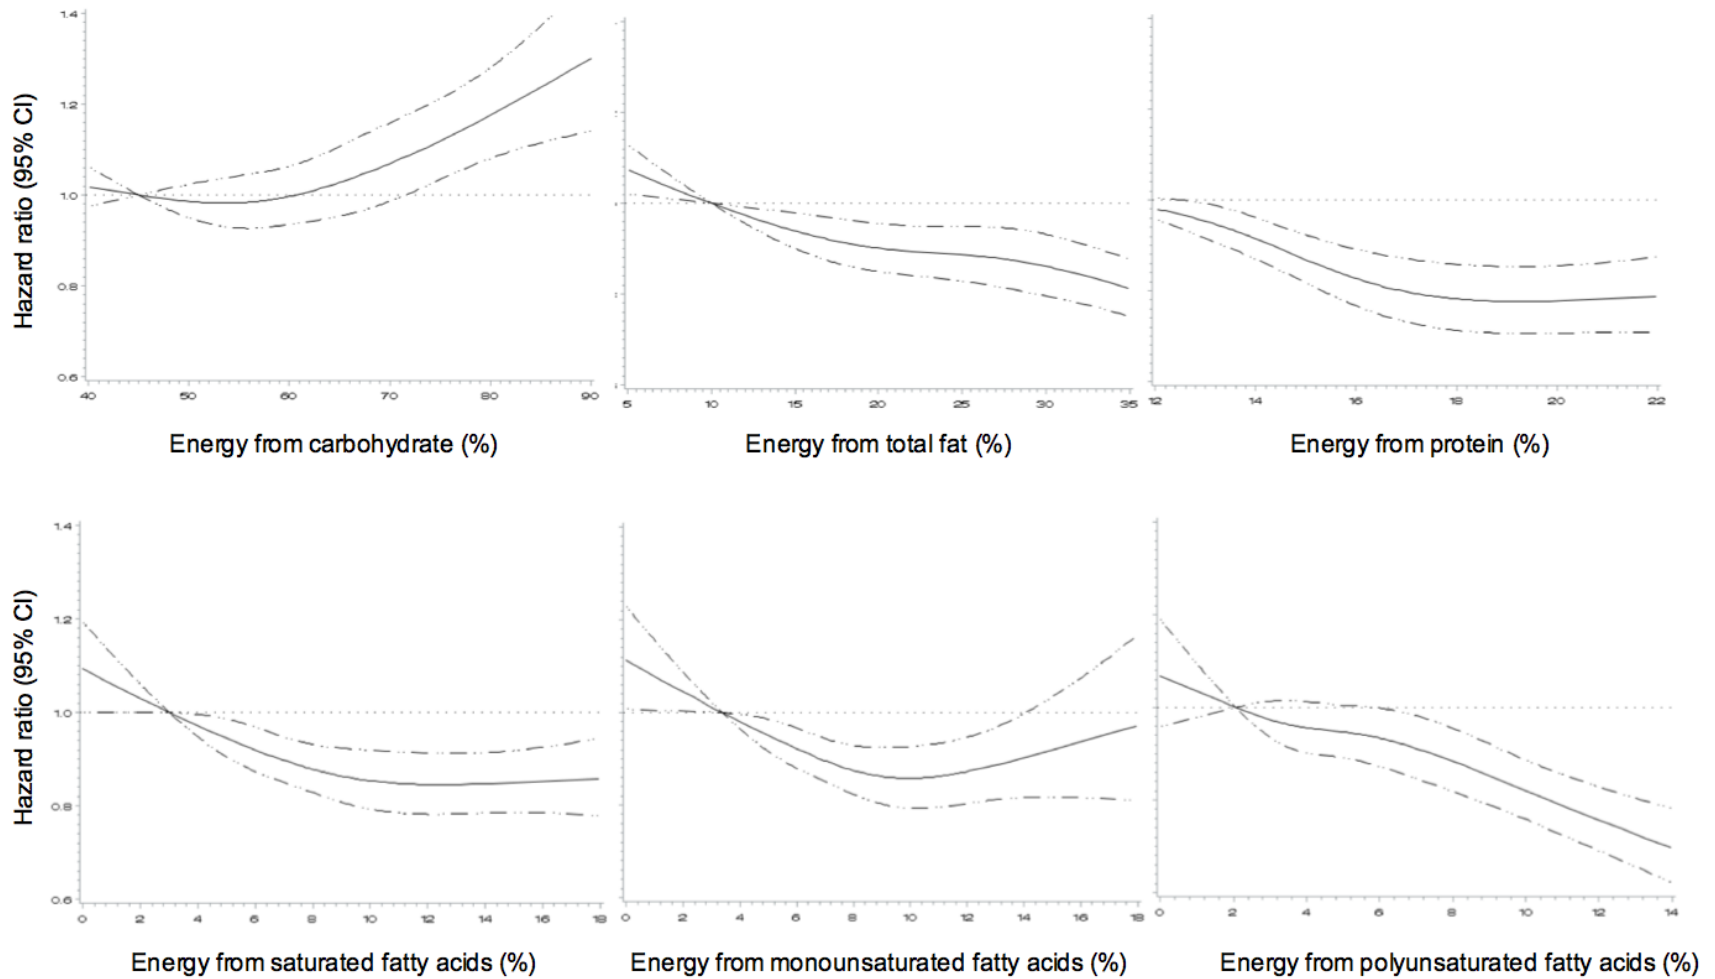 Hazard ratio (95% CI)
1.4
1.2
1.0
0.8
0.6
40 50 60 70 80 90
5 10 15 20 25 30 35
12 14 16 18 20 22
Energy from carbohydrate (%)
Energy from total fat (%)
Energy from protein (%)
Hazard ratio (95% CI)
1.4
1.2
1.0
0.8
0.6
0 2 4 6 8 10 12 14 16 18
0 2 4 6 8 10 12 14 16 18
0 2 4 6 8 10 12 14
Energy from saturated fatty acids (%)
Energy from monounsaturated fatty acids (%)
Energy from polyunsaturated fatty acids (%)